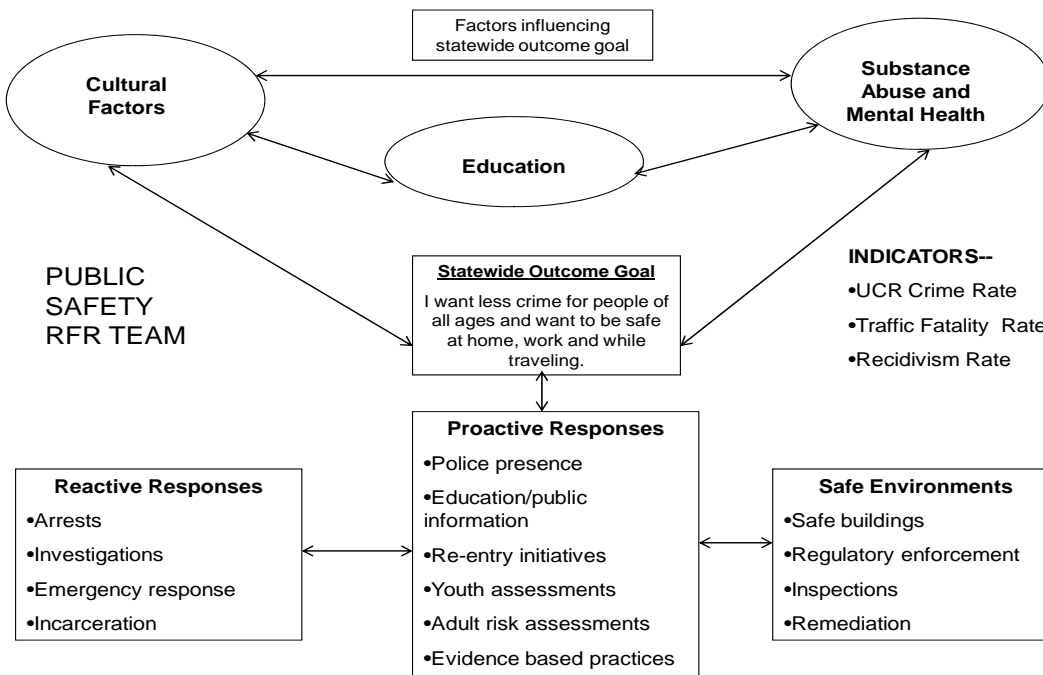 Factors influencing
statewide outcome goal
Cultural
Factors
Substance
Abuse and
Mental Health
Education
PUBLIC
SAFETY
RFR TEAM
Statewide Outcome Goal
I want less crime for people of
all ages and want to be safe
at home, work and while
traveling.
INDICATORS--
•UCR Crime Rate
•Traffic Fatality Rate
•Recidivism Rate
Reactive Responses
•Arrests
•Investigations
•Emergency response
•Incarceration
Proactive Responses
•Police presence
•Education/public
information
•Re-entry initiatives
•Youth assessments
•Adult risk assessments
•Evidence based practices
Safe Environments
•Safe buildings
•Regulatory enforcement
•Inspections
•Remediation